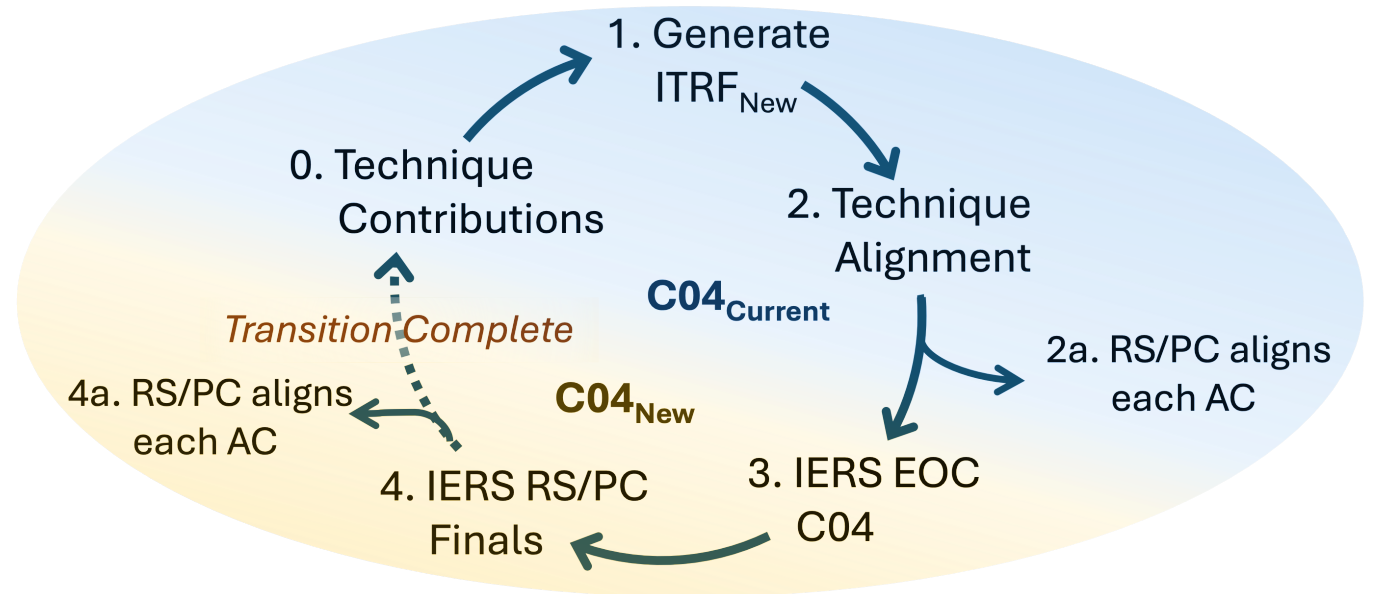 1. Generate
ITRFNew
0. Technique
Contributions
2. Technique
Alignment
C04Current
Transition Complete
2a. RS/PC aligns
each AC
4a. RS/PC aligns
each AC
C04New
4. IERS RS/PC
Finals
3. IERS EOC
C04